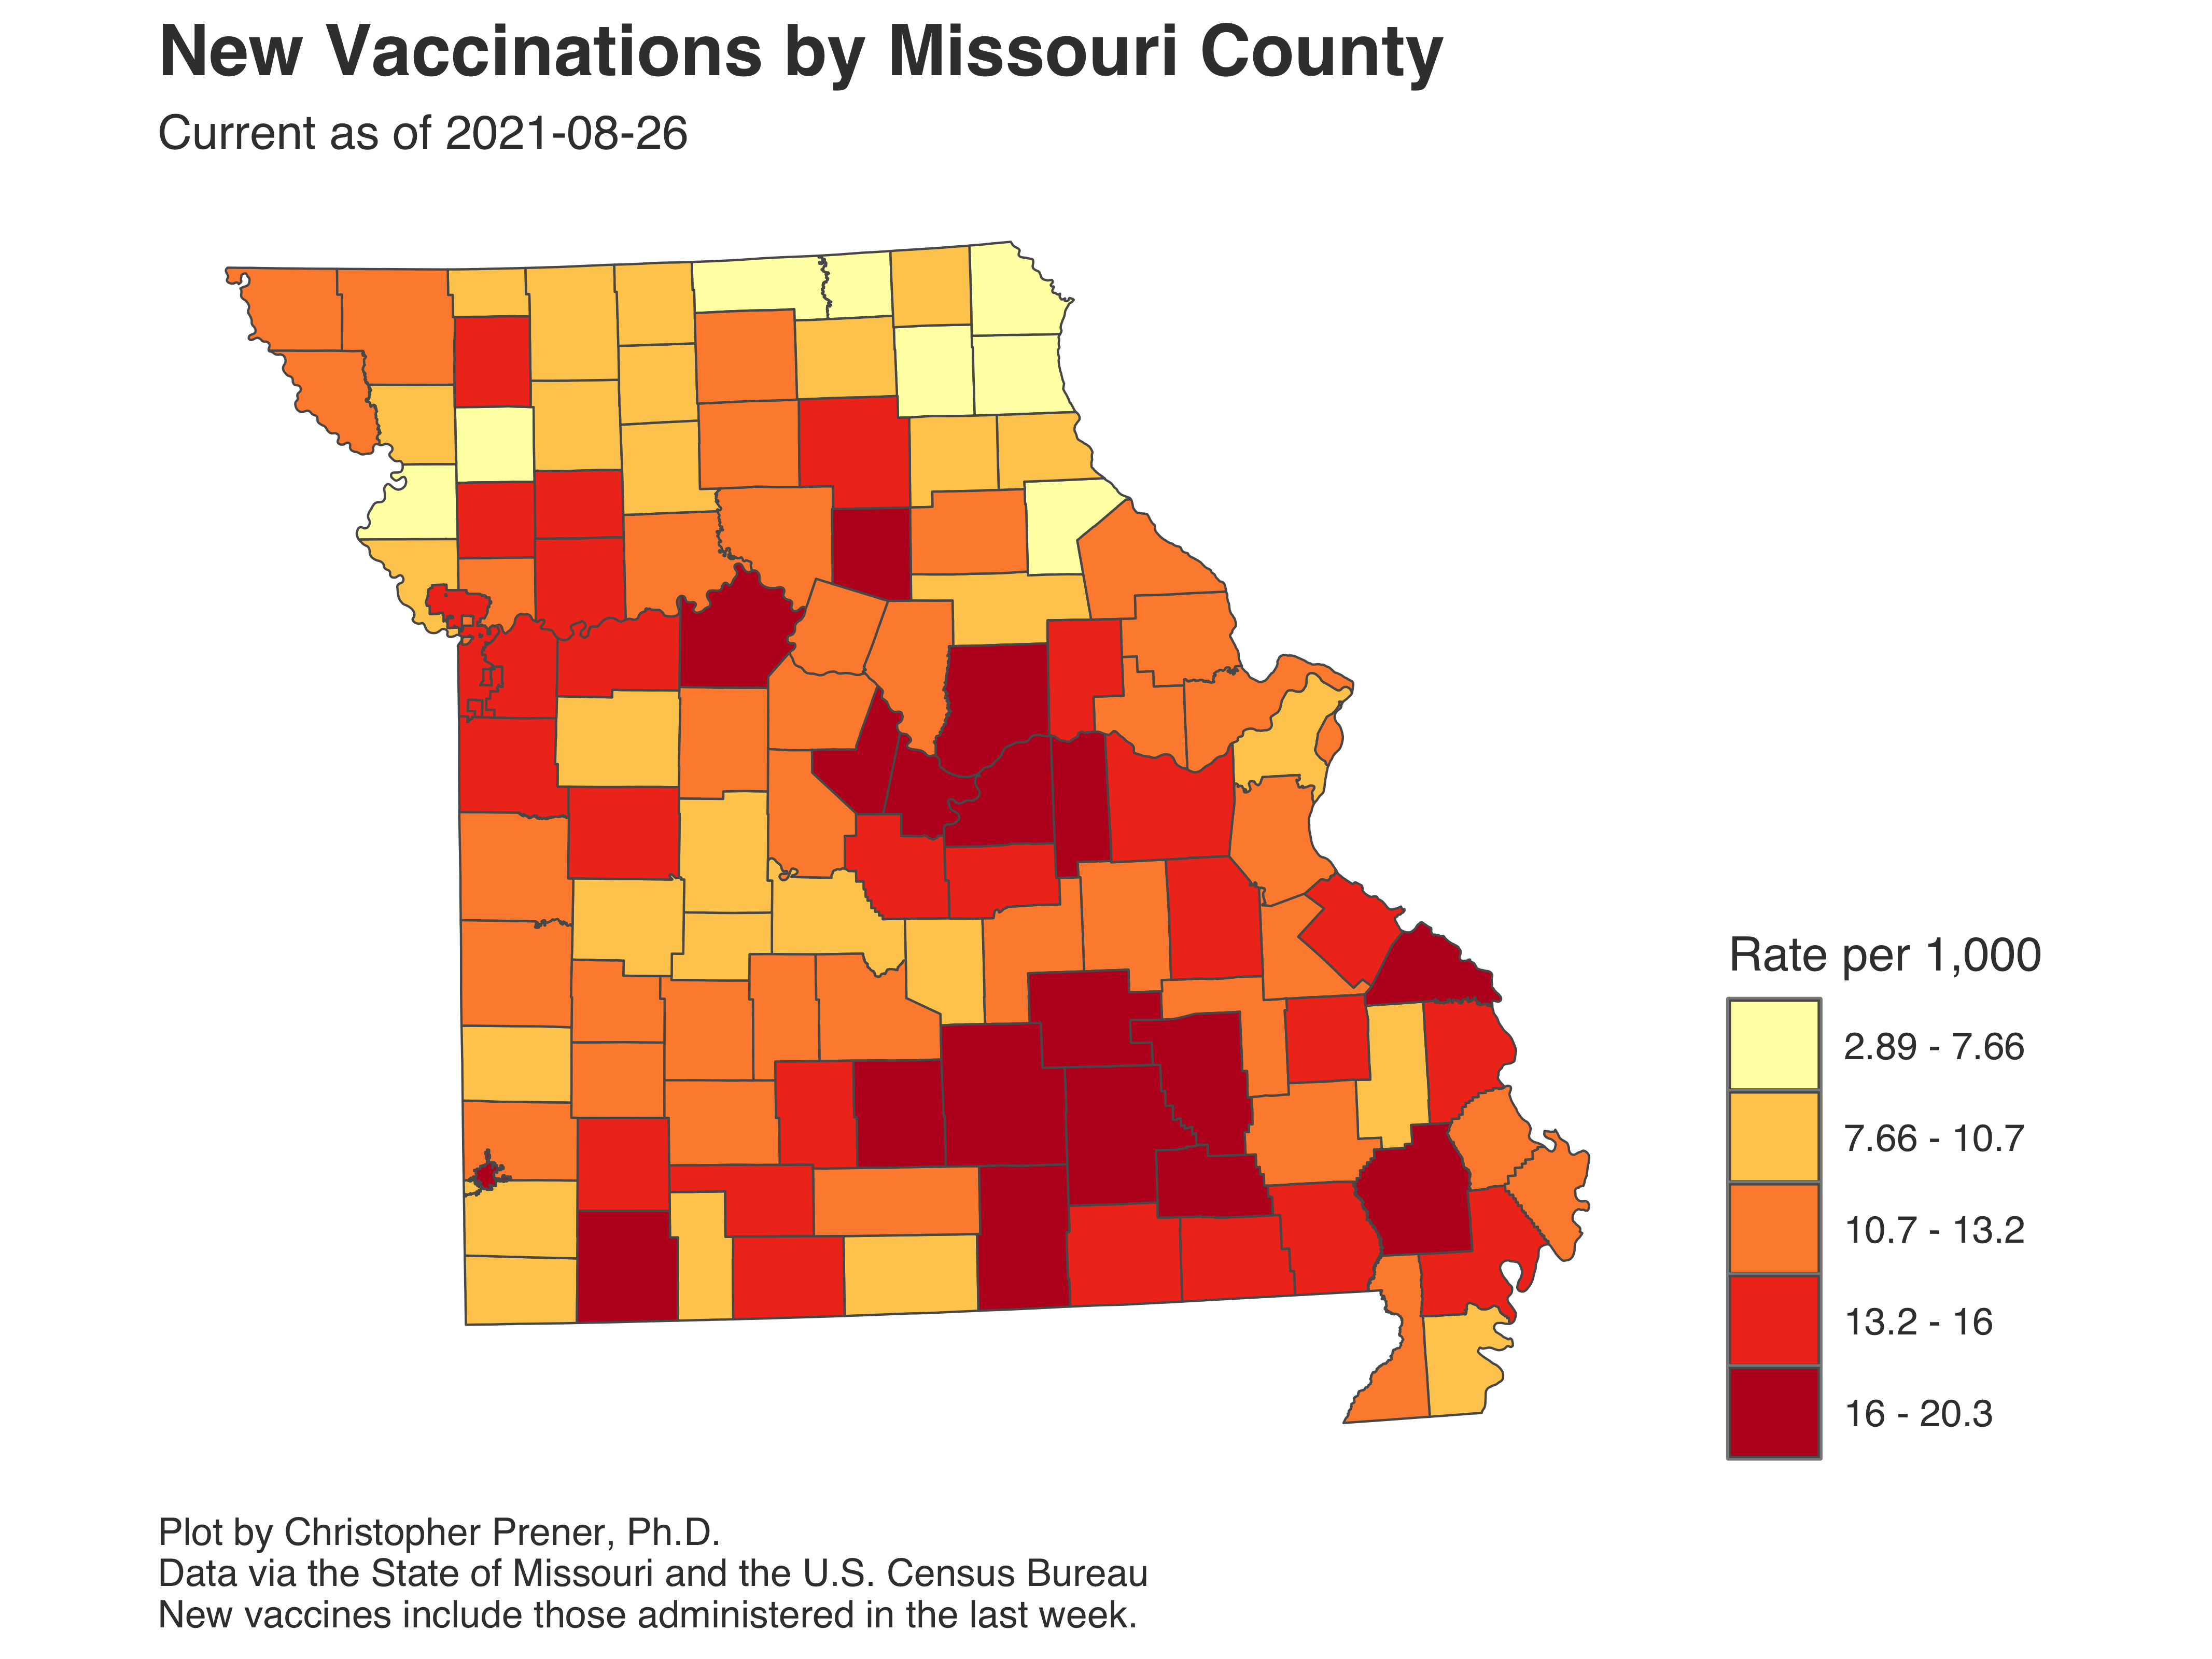 New Vaccinations by Missouri County
Current as of 2021-08-26
Rate per 1,000
2.89 - 7.66
7.66 - 10.7
10.7 - 13.2
13.2 - 16
16 - 20.3
Plot by Christopher Prener, Ph.D.
Data via the State of Missouri and the U.S. Census Bureau
New vaccines include those administered in the last week.